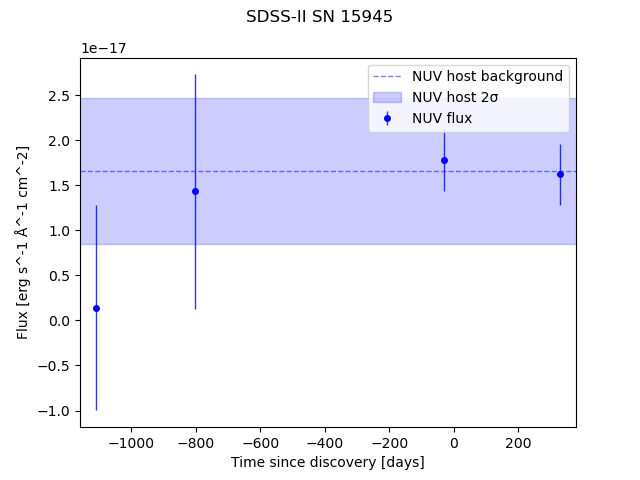 SDSS-II SN 15945
1e−17
NUV host background
NUV host 2σ
NUV flux
2.5
2.0
1.5
1.0
0.5
0.0
−0.5
−1.0
Flux [erg s^-1 Å^-1 cm^-2]
−1000 −800 −600 −400 −200 0 200
Time since discovery [days]